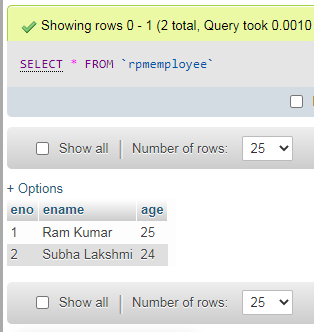 Showing rows 0 - 1 (2 total, Query took 0.0010
SELECT * FROM `rpmemployee`
Show all Number of rows: 25
+ Options
eno ename age
1 Ram Kumar 25
2 Subha Lakshmi 24
Show all Number of rows: 25